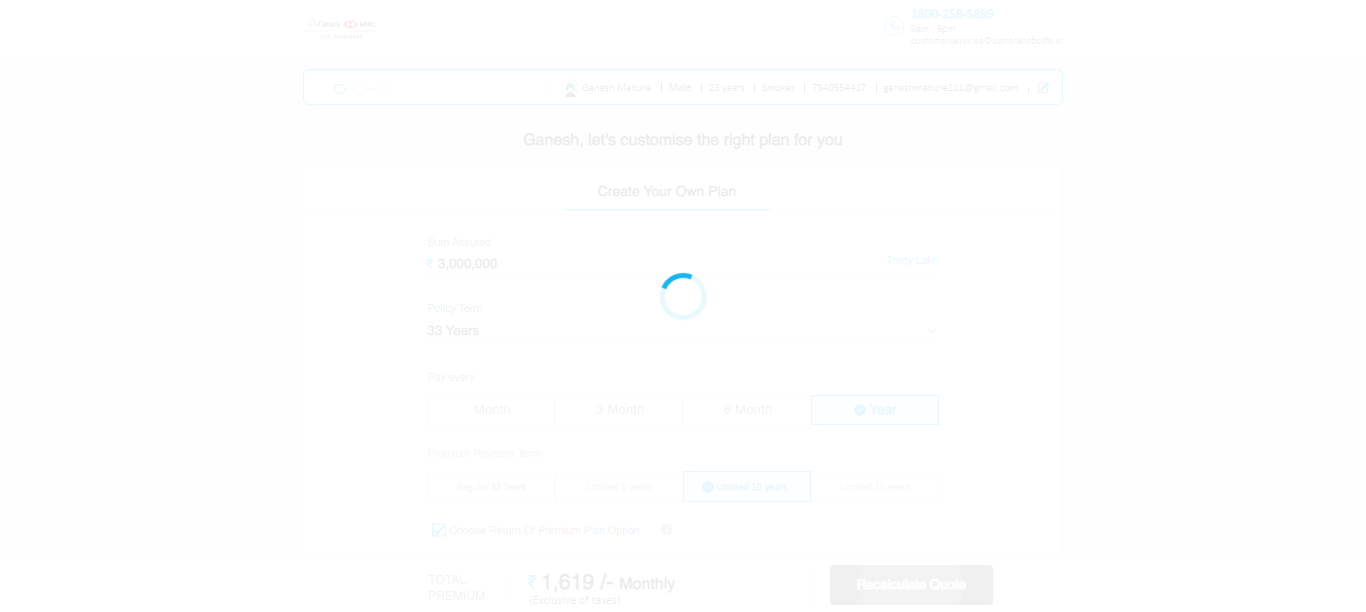 Canara HSBC
LIFE INSURANCE
1800-258-5899
9am - 6pm
customerservices@canarahsbclife.in
Ganesh Mahure | Male | 23 years | Smoker | 7840954417 | ganeshmahure111@gmail.com
Ganesh, let's customise the right plan for you
Create Your Own Plan
Sum Assured
₹ 3,000,000
Thirty Lakh
Policy Term
33 Years
Pay every
Month 3 Month 6 Month Year
Premium Payment Term
Regular 33 Years Limited 5 years Limited 10 years Limited 15 years
Choose Return Of Premium Plan Option
TOTAL
PREMIUM
₹ 1,619 /- Monthly
(Exclusive of taxes)
Recalculate Quote